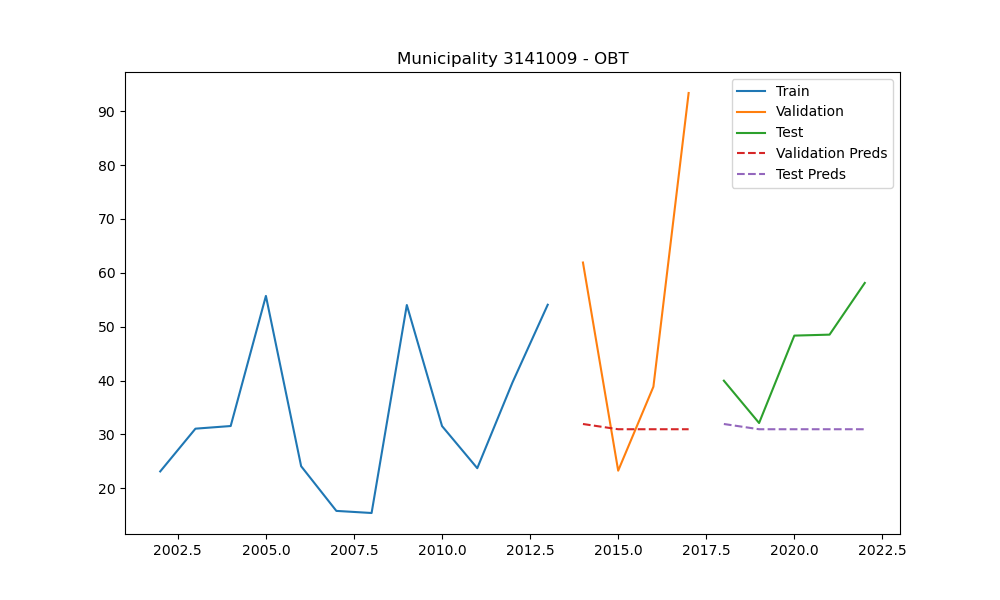 Municipality 3141009 - OBT
Train
Validation
Test
Validation Preds
Test Preds
90
80
70
60
50
40
30
20
2002.5 2005.0 2007.5 2010.0 2012.5 2015.0 2017.5 2020.0 2022.5